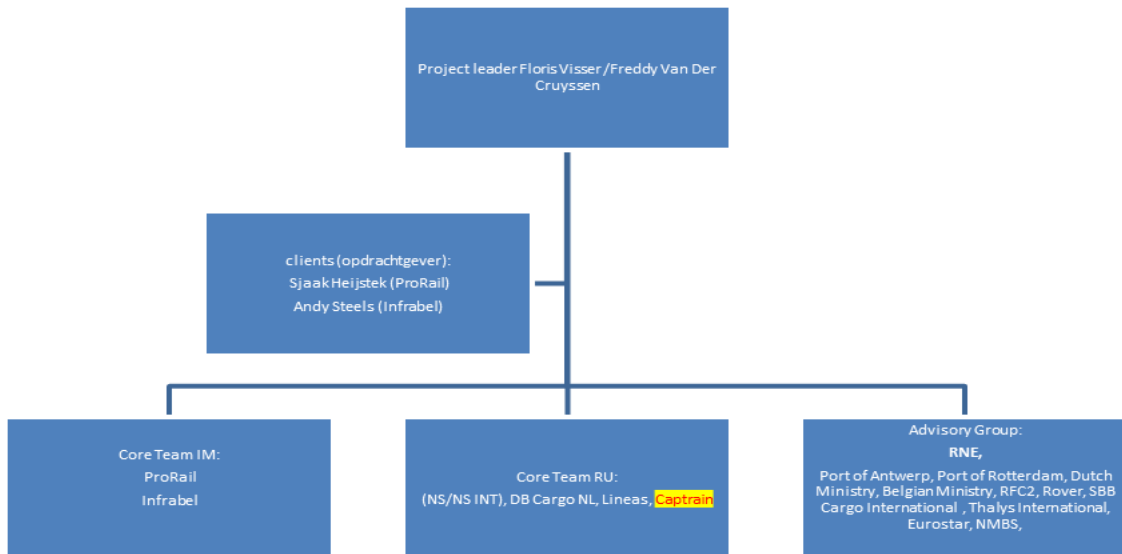 Project leader Floris Visser/Freddy Van Der
Cruyssen
clients (opdrachtgever):
Sjaak Heijstek (ProRail)
Andy Steels (Infrabel)
Core Team IM:
ProRail
Infrabel
Core Team RU:
(NS/NS INT), DB Cargo NL, Lineas, Captrain
Advisory Group:
RNE,
Port of Antwerp, Port of Rotterdam, Dutch
Ministry, Belgian Ministry, RFC2, Rover, SBB
Cargo International , Thalys International,
Eurostar, NMBS,